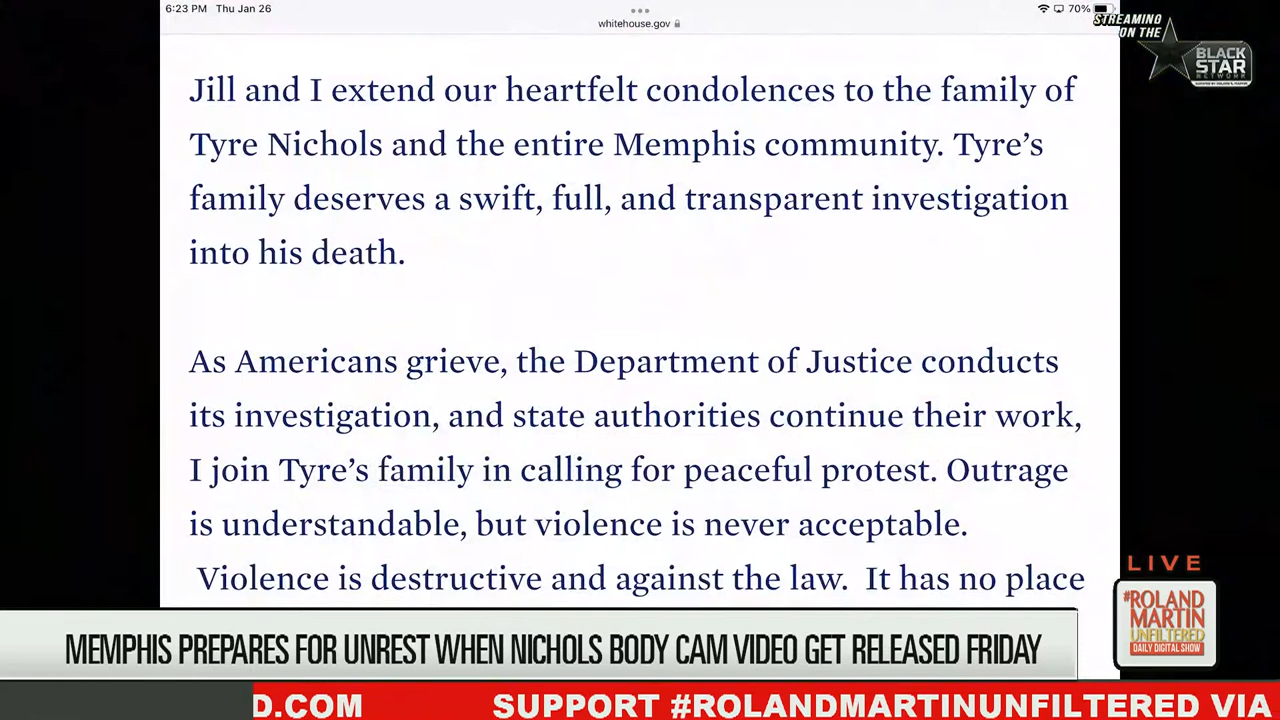 6:23 PM Thu Jan 26
70%
whitehouse.gov
STREAMING
ON THE
BLACK
STAR
NETWORK
Jill and I extend our heartfelt condolences to the family of
Tyre Nichols and the entire Memphis community. Tyre’s
family deserves a swift, full, and transparent investigation
into his death.
As Americans grieve, the Department of Justice conducts
its investigation, and state authorities continue their work,
I join Tyre’s family in calling for peaceful protest. Outrage
is understandable, but violence is never acceptable.
Violence is destructive and against the law. It has no place
LIVE
#ROLAND
MARTIN
UNFILTERED
DAILY DIGITAL SHOW
MEMPHIS PREPARES FOR UNREST WHEN NICHOLS BODY CAM VIDEO GET RELEASED FRIDAY
D.COM SUPPORT #ROLANDMARTINUNFILTERED VIA